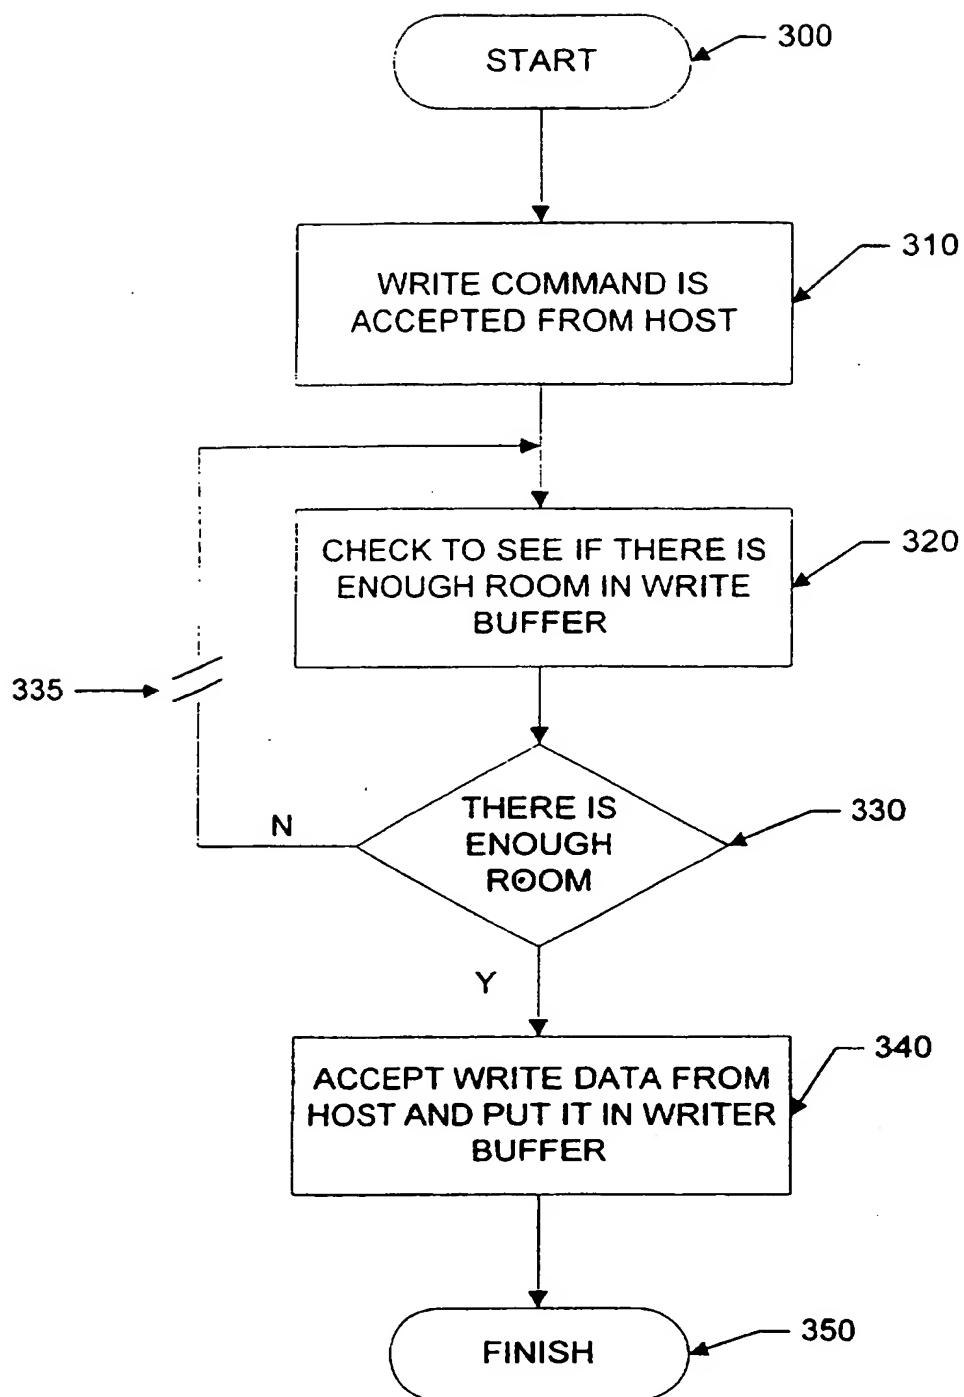 START
300
WRITE COMMAND IS
ACCEPTED FROM HOST
310
CHECK TO SEE IF THERE IS
ENOUGH ROOM IN WRITE
BUFFER
320
335
N
THERE IS
ENOUGH
ROOM
330
Y
ACCEPT WRITE DATA FROM
HOST AND PUT IT IN WRITER
BUFFER
340
FINISH
350